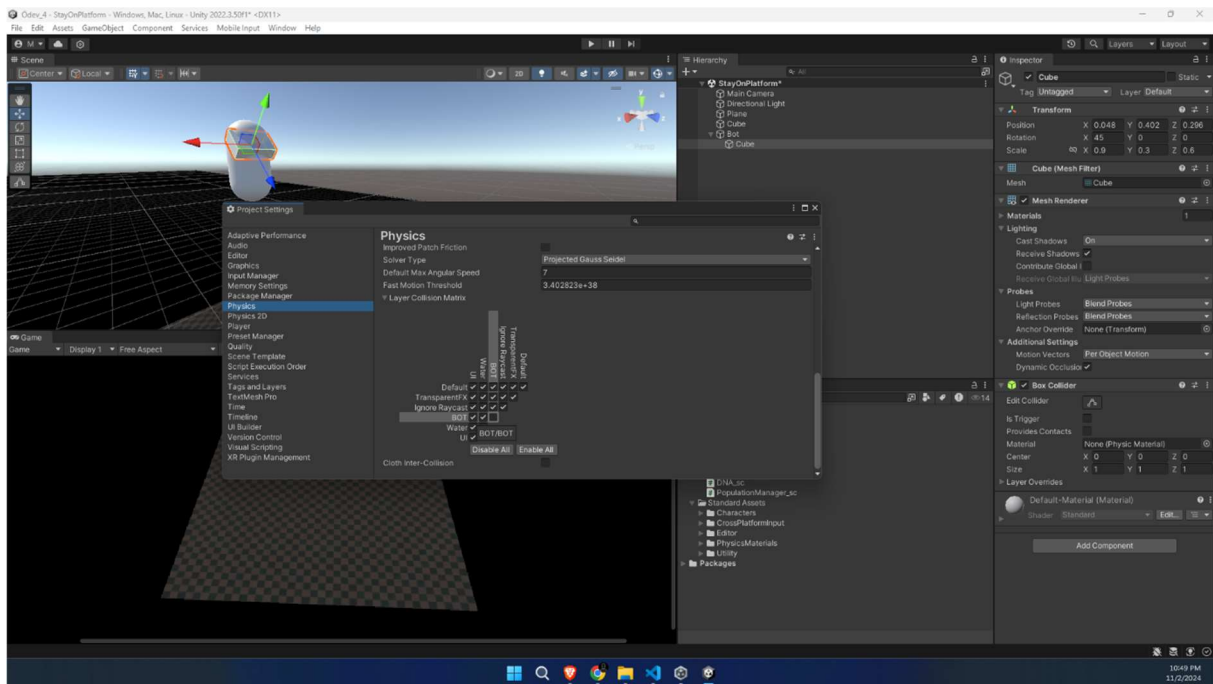 Odev_4 - StayOnPlatform - Windows, Mac, Linux - Unity 2022.3.50f1* <DX11>
File Edit Assets GameObject Component Services Mobile Input Window Help
M
Layers Layout
Scene
Center Local
2D
Persp
Hierarchy
All
StayOnPlatform*
Main Camera
Directional Light
Plane
Cube
Bot
Cube
Project Settings
Adaptive Performance
Audio
Editor
Graphics
Input Manager
Memory Settings
Package Manager
Physics
Physics 2D
Player
Preset Manager
Quality
Scene Template
Script Execution Order
Services
Tags and Layers
TextMesh Pro
Time
Timeline
UI Builder
Version Control
Visual Scripting
XR Plugin Management
Physics
Improved Patch Friction
Solver Type Projected Gauss Seidel
Default Max Angular Speed 7
Fast Motion Threshold 3.402823e+38
Layer Collision Matrix
UI Water BOT Ignore Raycast TransparentFX Default
Default
TransparentFX
Ignore Raycast
BOT
Water
UI
BOT/BOT
Disable All Enable All
Cloth Inter-Collision
Game
Game Display 1 Free Aspect
14
DNA_sc
PopulationManager_sc
Standard Assets
Characters
CrossPlatformInput
Editor
PhysicsMaterials
Utility
Packages
Inspector
Cube Static
Tag Untagged Layer Default
Transform
Position X 0.048 Y 0.402 Z 0.296
Rotation X 45 Y 0 Z 0
Scale X 0.9 Y 0.3 Z 0.6
Cube (Mesh Filter)
Mesh Cube
Mesh Renderer
Materials 1
Lighting
Cast Shadows On
Receive Shadows
Contribute Global I
Receive Global Illu Light Probes
Probes
Light Probes Blend Probes
Reflection Probes Blend Probes
Anchor Override None (Transform)
Additional Settings
Motion Vectors Per Object Motion
Dynamic Occlusion
Box Collider
Edit Collider
Is Trigger
Provides Contacts
Material None (Physic Material)
Center X 0 Y 0 Z 0
Size X 1 Y 1 Z 1
Layer Overrides
Default-Material (Material)
Shader Standard Edit...
Add Component
10:49 PM
11/2/2024